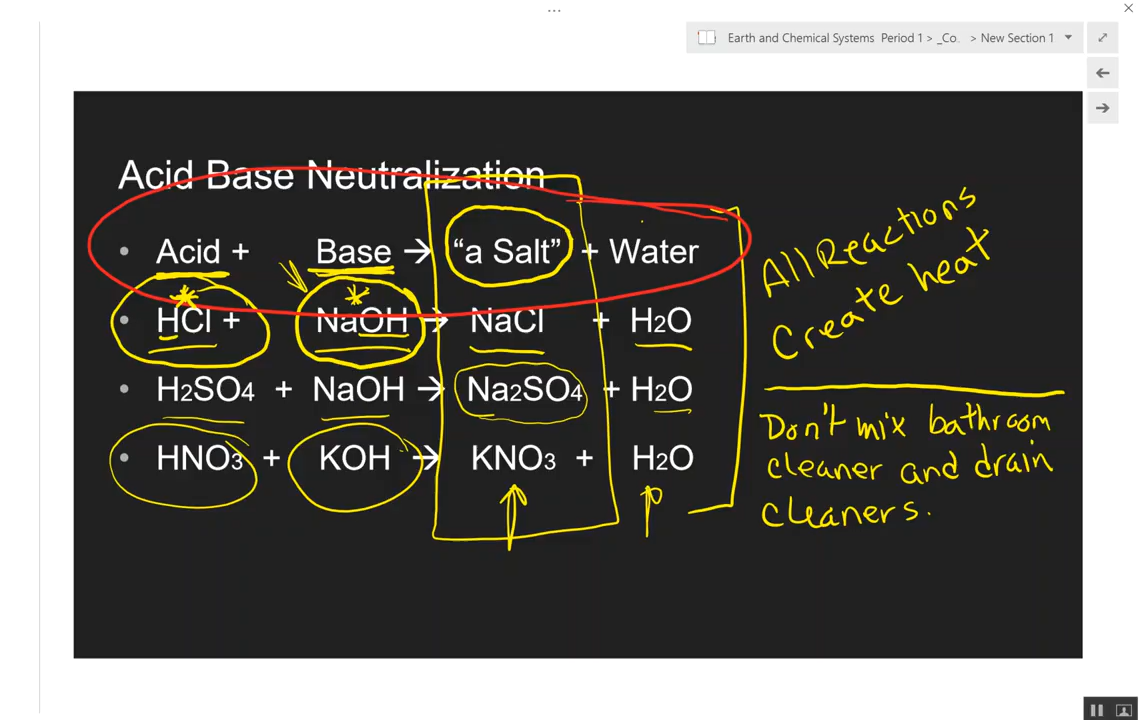 Earth and Chemical Systems Period 1 > _Co. > New Section 1
Acid Base Neutralization
• Acid + Base → “a Salt” + Water
• HCl + NaOH → NaCl + H2O
• H2SO4 + NaOH → Na2SO4 + H2O
• HNO3 + KOH → KNO3 + H2O
All Reactions
Create heat
Don't mix bathroom
cleaner and drain
cleaners.